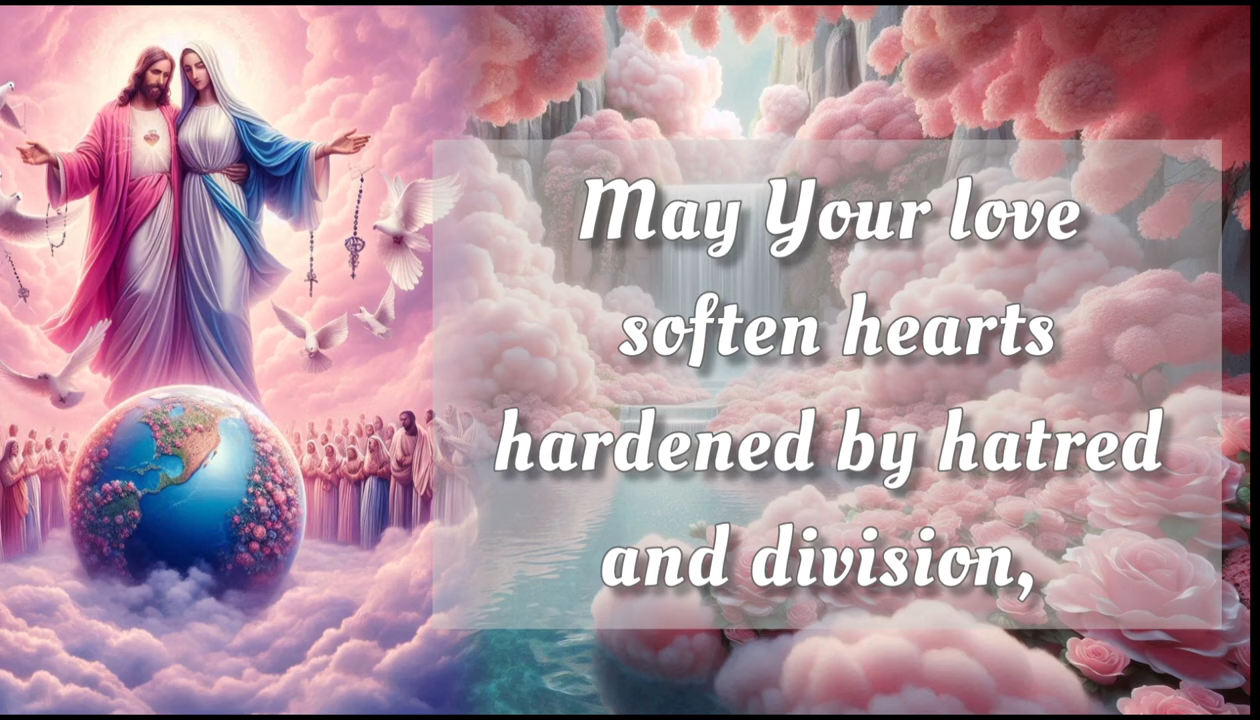 May Your love
soften hearts
hardened by hatred
and division,